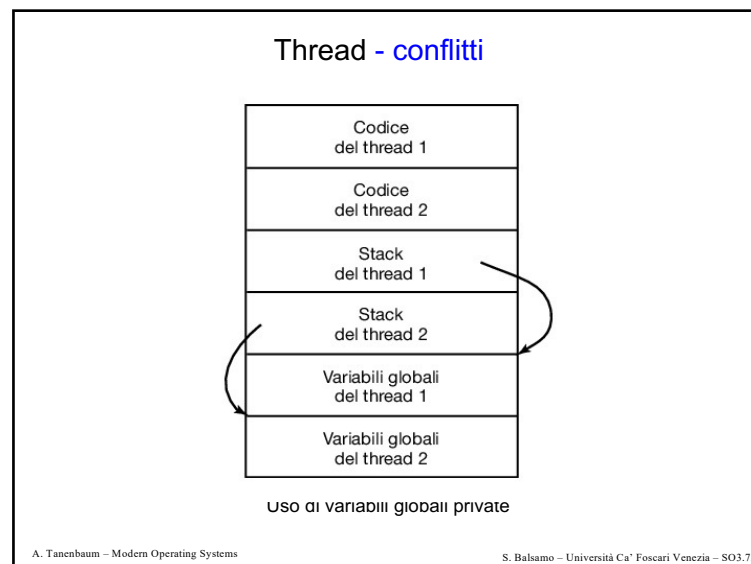 Thread - conflitti
Codice
del thread 1
Codice
del thread 2
Stack
del thread 1
Stack
del thread 2
Variabili globali
del thread 1
Variabili globali
del thread 2
Uso di variabili globali private
A. Tanenbaum – Modern Operating Systems
S. Balsamo – Università Ca’ Foscari Venezia – SO3.7